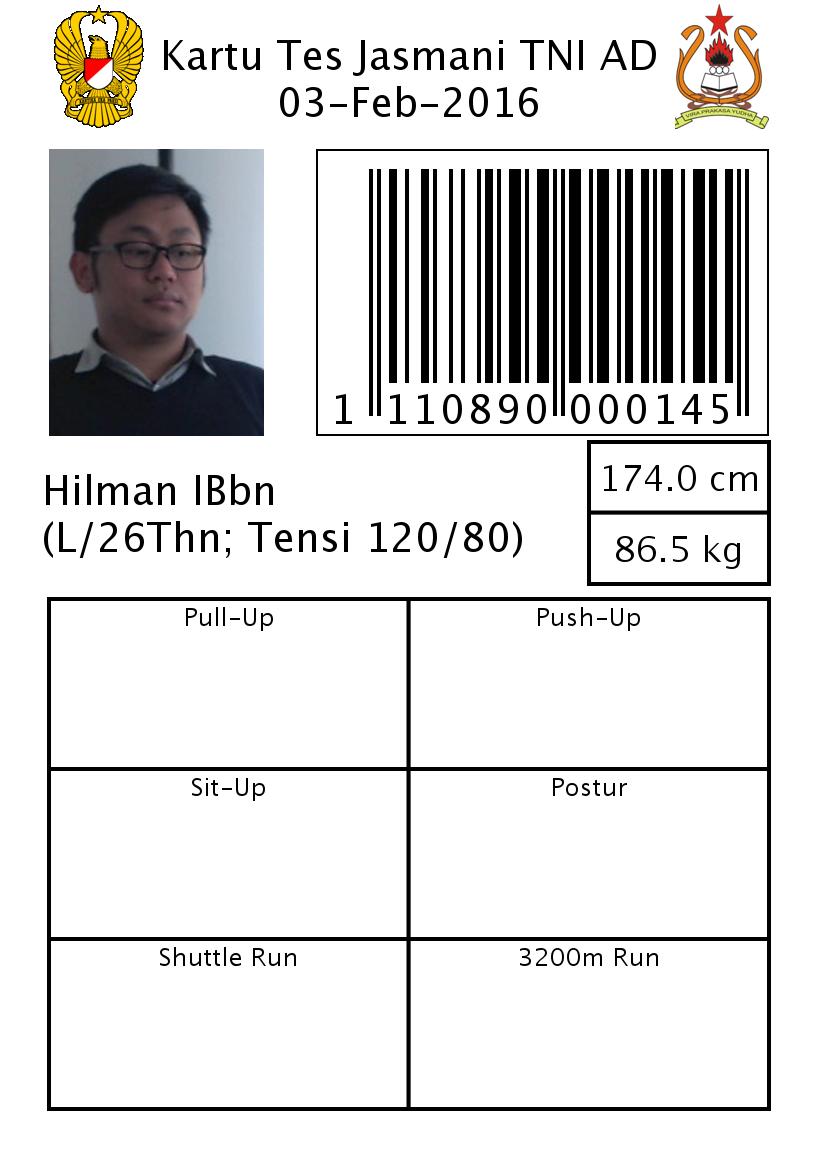 Kartu Tes Jasmani TNI AD
03-Feb-2016
VIRA PRAKASA YUDHA
1 110890 000145
174.0 cm
86.5 kg
Hilman IBbn
(L/26Thn; Tensi 120/80)
Pull-Up
Push-Up
Sit-Up
Postur
Shuttle Run
3200m Run